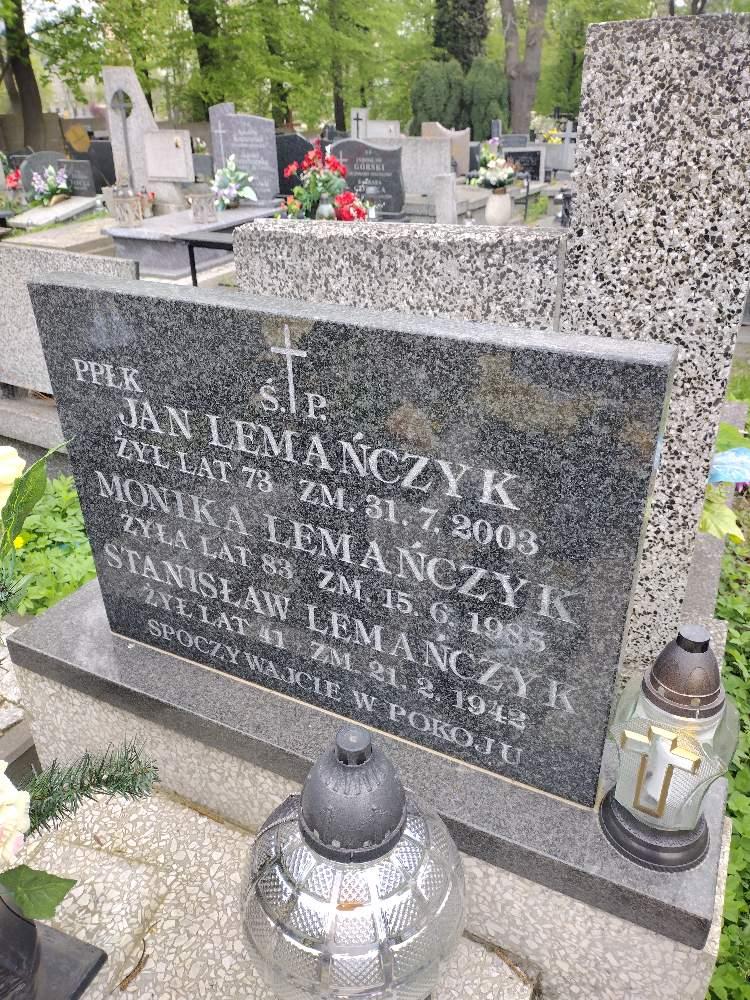 PPŁK
Ś. P.
JAN LEMAŃCZYK
ŻYŁ LAT 73 ZM. 31. 7. 2003
MONIKA LEMAŃCZYK
ŻYŁA LAT 83 ZM. 15. 6. 1985
STANISŁAW LEMAŃCZYK
ŻYŁ LAT 41 ZM. 21. 2. 1942
SPOCZYWAJCIE W POKOJU
GÓRSKI